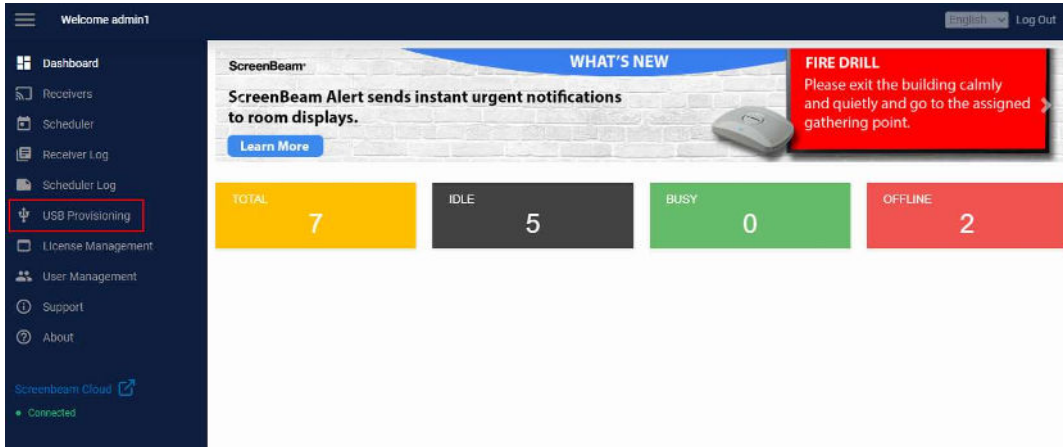 Welcome admin1
English
Log Out
Dashboard
Receivers
Scheduler
Receiver Log
Scheduler Log
USB Provisioning
License Management
User Management
Support
About
Screenbeam Cloud
Connected
ScreenBeam
WHAT'S NEW
ScreenBeam Alert sends instant urgent notifications
to room displays.
Learn More
FIRE DRILL
Please exit the building calmly
and quietly and go to the assigned
gathering point.
TOTAL
7
IDLE
5
BUSY
0
OFFLINE
2